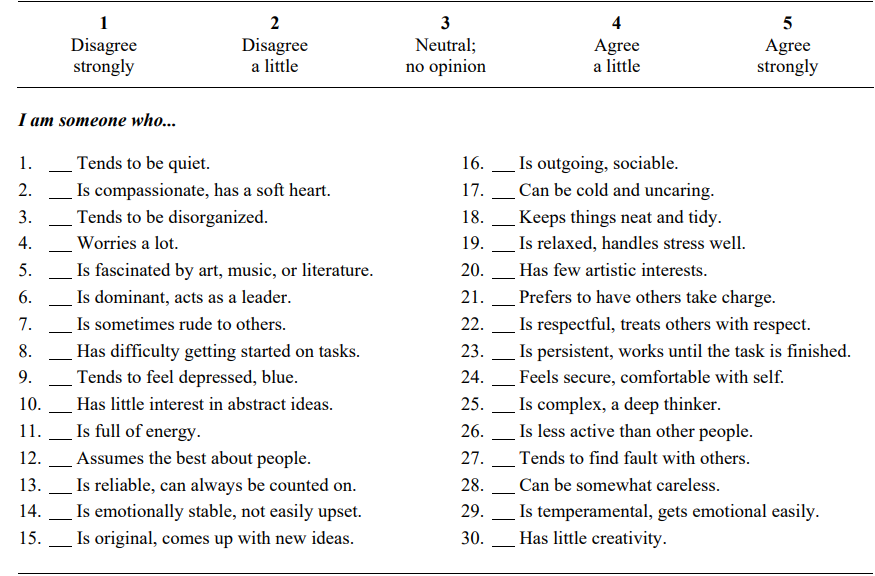 1 2 3 4 5
Disagree Disagree Neutral; Agree Agree
strongly a little no opinion a little strongly
I am someone who...
1. ___ Tends to be quiet.
2. ___ Is compassionate, has a soft heart.
3. ___ Tends to be disorganized.
4. ___ Worries a lot.
5. ___ Is fascinated by art, music, or literature.
6. ___ Is dominant, acts as a leader.
7. ___ Is sometimes rude to others.
8. ___ Has difficulty getting started on tasks.
9. ___ Tends to feel depressed, blue.
10. ___ Has little interest in abstract ideas.
11. ___ Is full of energy.
12. ___ Assumes the best about people.
13. ___ Is reliable, can always be counted on.
14. ___ Is emotionally stable, not easily upset.
15. ___ Is original, comes up with new ideas.
16. ___ Is outgoing, sociable.
17. ___ Can be cold and uncaring.
18. ___ Keeps things neat and tidy.
19. ___ Is relaxed, handles stress well.
20. ___ Has few artistic interests.
21. ___ Prefers to have others take charge.
22. ___ Is respectful, treats others with respect.
23. ___ Is persistent, works until the task is finished.
24. ___ Feels secure, comfortable with self.
25. ___ Is complex, a deep thinker.
26. ___ Is less active than other people.
27. ___ Tends to find fault with others.
28. ___ Can be somewhat careless.
29. ___ Is temperamental, gets emotional easily.
30. ___ Has little creativity.